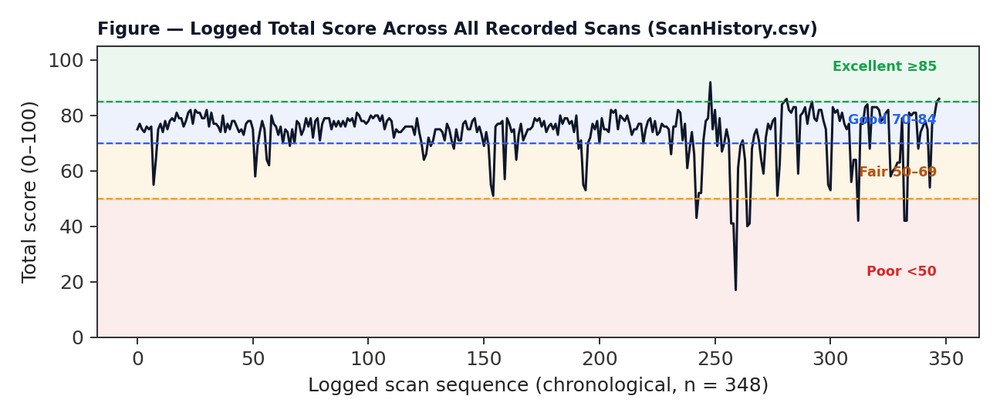 Figure — Logged Total Score Across All Recorded Scans (ScanHistory.csv)
Total score (0–100)
100
80
60
40
20
0
Excellent ≥85
Good 70–84
Fair 50–69
Poor <50
0 50 100 150 200 250 300 350
Logged scan sequence (chronological, n = 348)